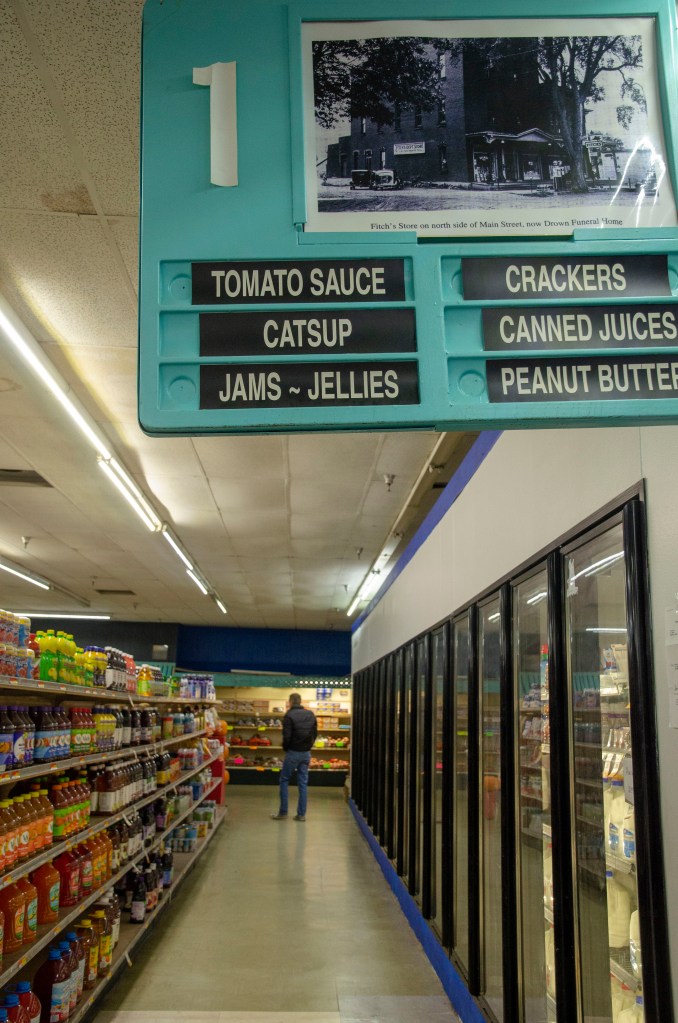 1
Fitch's Store on north side of Main Street, now Drown Funeral Home
TOMATO SAUCE
CATSUP
JAMS ~ JELLIES
CRACKERS
CANNED JUICES
PEANUT BUTTER